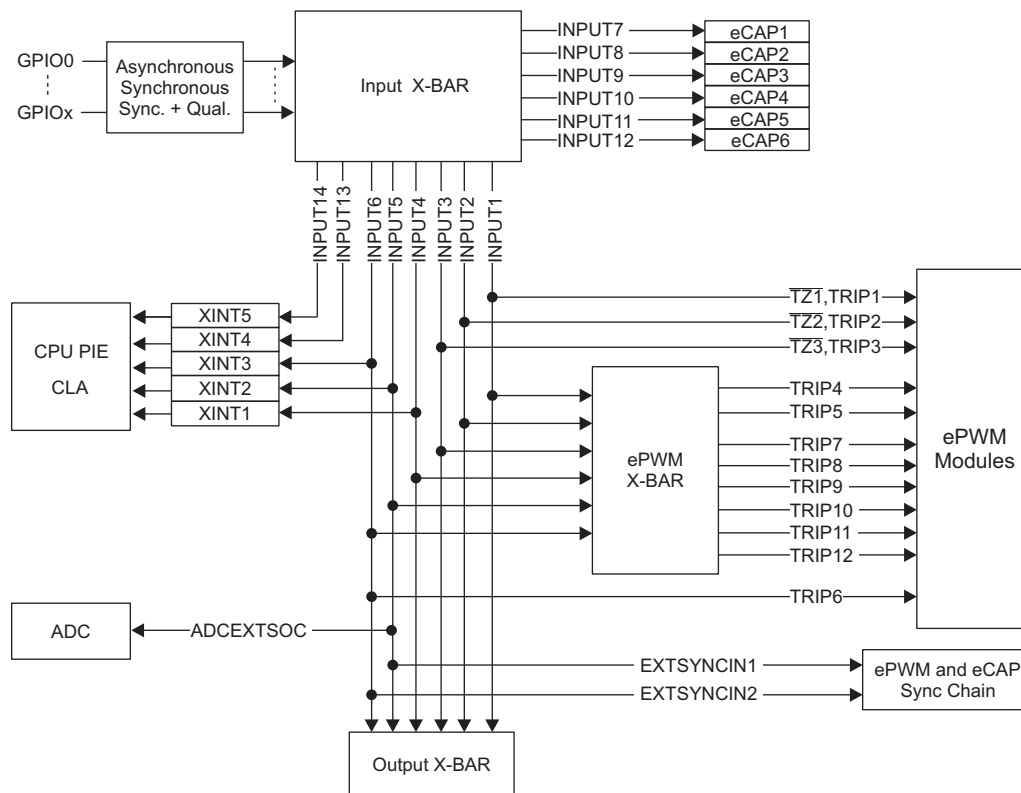 GPIO0
GPIOx
Asynchronous
Synchronous
Sync. + Qual.
Input X-BAR
INPUT7
INPUT8
INPUT9
INPUT10
INPUT11
INPUT12
eCAP1
eCAP2
eCAP3
eCAP4
eCAP5
eCAP6
INPUT14
INPUT13
INPUT6
INPUT5
INPUT4
INPUT3
INPUT2
INPUT1
CPU PIE
CLA
XINT5
XINT4
XINT3
XINT2
XINT1
TZ1,TRIP1
TZ2,TRIP2
TZ3,TRIP3
ePWM
X-BAR
TRIP4
TRIP5
TRIP7
TRIP8
TRIP9
TRIP10
TRIP11
TRIP12
TRIP6
ePWM
Modules
ADC
ADCEXTSOC
EXTSYNCIN1
EXTSYNCIN2
ePWM and eCAP
Sync Chain
Output X-BAR